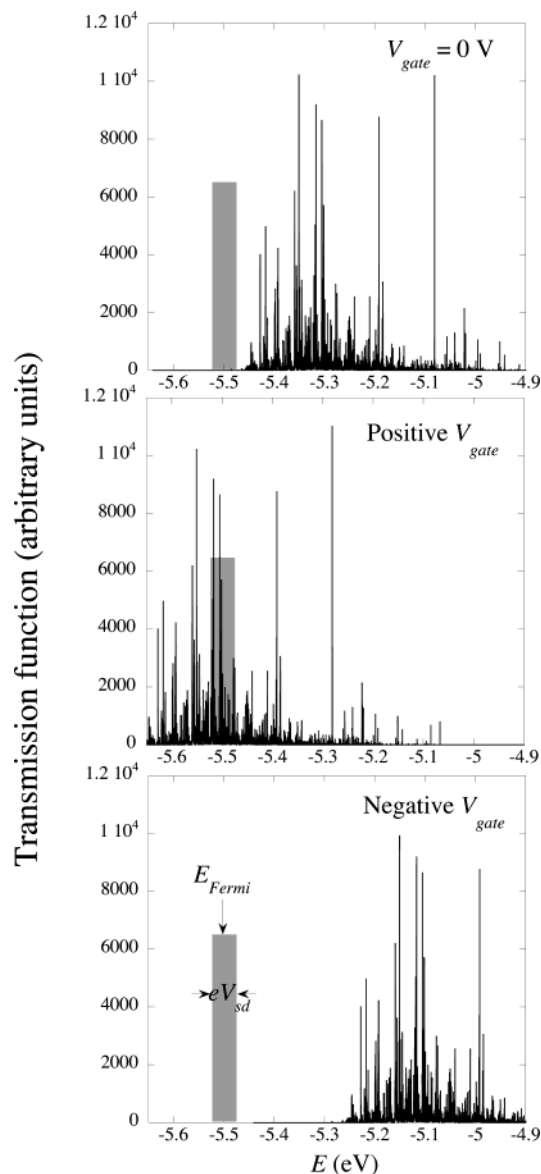 Transmission function (arbitrary units)
1.2 10⁴
1 10⁴
8000
6000
4000
2000
0
V_gate = 0 V
-5.6 -5.5 -5.4 -5.3 -5.2 -5.1 -5 -4.9
1.2 10⁴
1 10⁴
8000
6000
4000
2000
0
Positive V_gate
-5.6 -5.5 -5.4 -5.3 -5.2 -5.1 -5 -4.9
1.2 10⁴
1 10⁴
8000
6000
4000
2000
0
Negative V_gate
E_Fermi
eV_sd
-5.6 -5.5 -5.4 -5.3 -5.2 -5.1 -5 -4.9
E (eV)